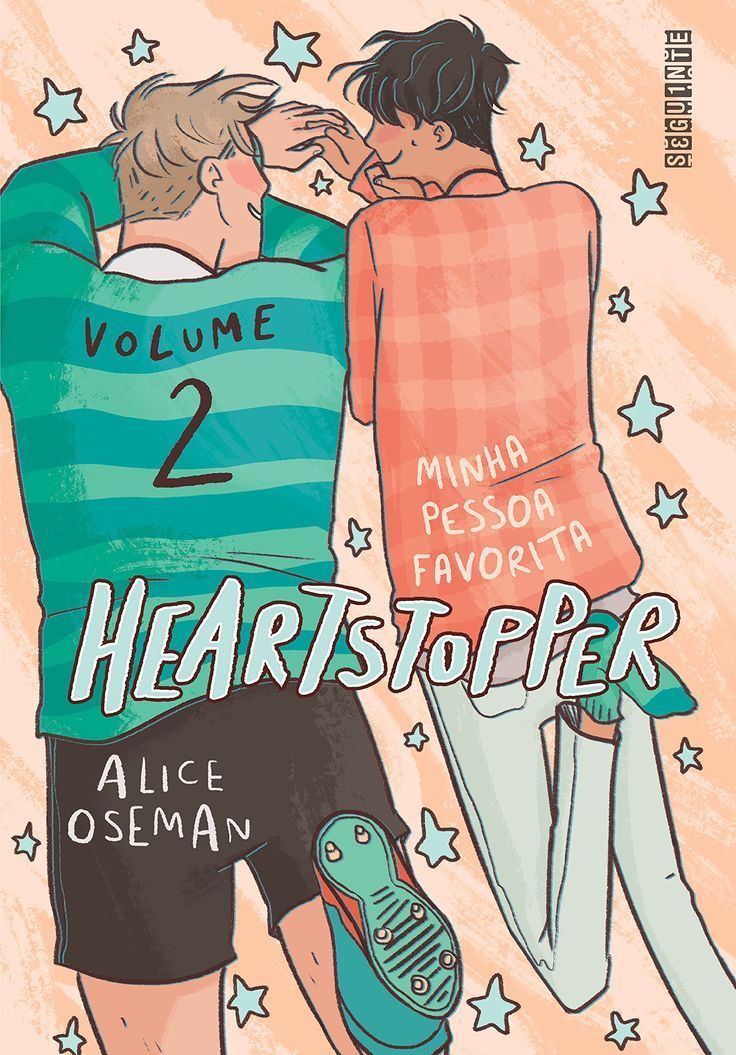 SEGUINTE
VOLUME
2
MINHA
PESSOA
FAVORITA
HEARTSTOPPER
ALICE
OSEMAN